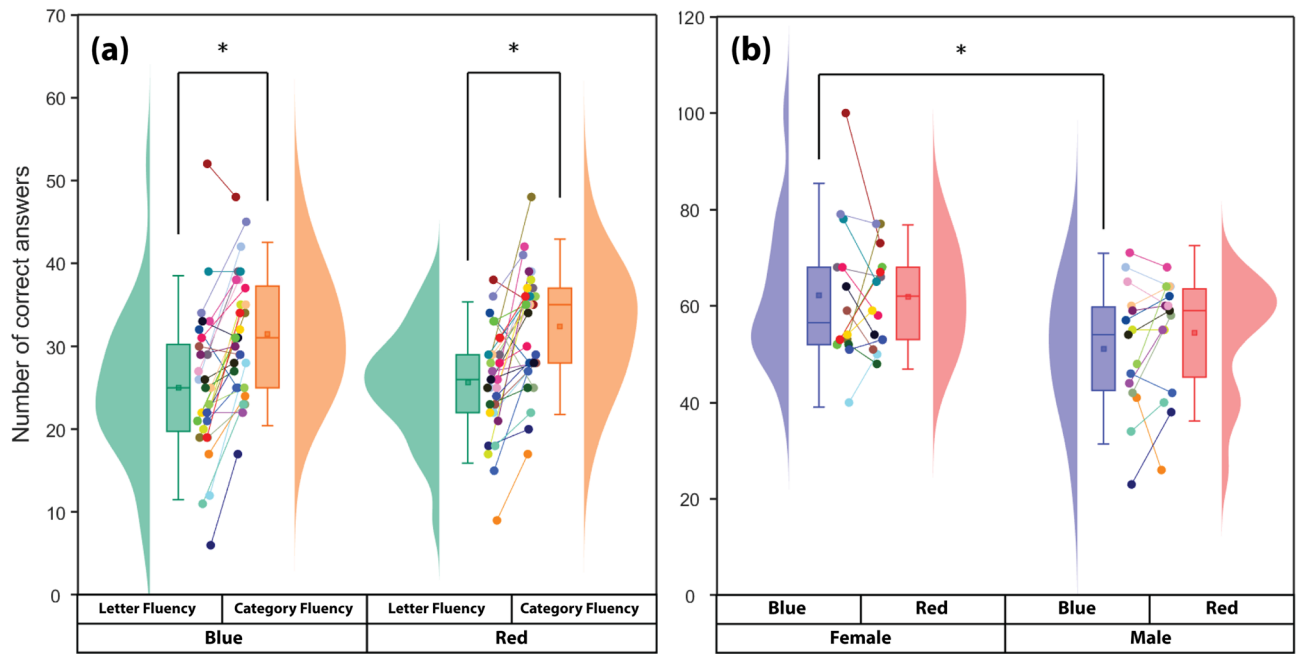 (a)
*
*
Number of correct answers
70
60
50
40
30
20
10
0
Letter Fluency
Category Fluency
Letter Fluency
Category Fluency
Blue
Red
(b)
*
120
100
80
60
40
20
0
Blue
Red
Blue
Red
Female
Male